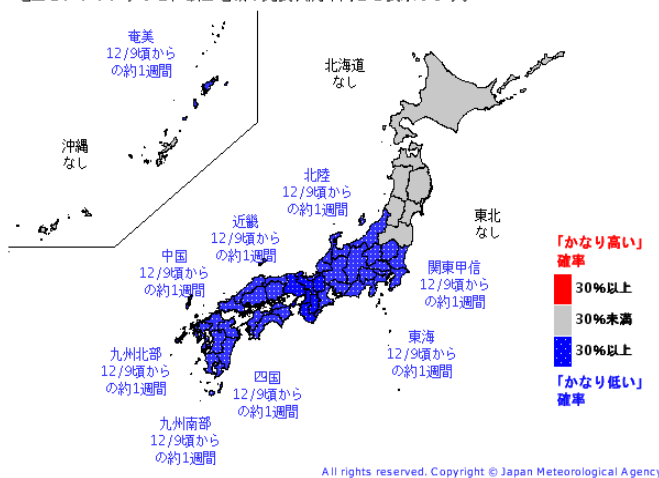 奄美
12/9頃から
の約1週間
北海道
なし
沖縄
なし
北陸
12/9頃から
の約1週間
東北
なし
近畿
12/9頃から
の約1週間
中国
12/9頃から
の約1週間
関東甲信
12/9頃から
の約1週間
「かなり高い」
確率
30%以上
30%未満
30%以上
「かなり低い」
確率
東海
12/9頃から
の約1週間
九州北部
12/9頃から
の約1週間
四国
12/9頃から
の約1週間
九州南部
12/9頃から
の約1週間
All rights reserved. Copyright © Japan Meteorological Agency